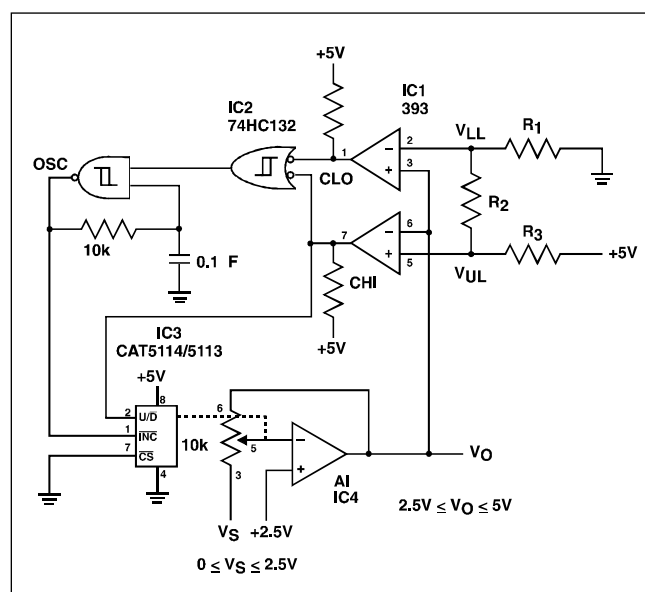 +5V
IC1
393
IC2
74HC132
OSC
1
CLO
2
3
–
+
VLL
R1
R2
R3
+5V
VUL
7
6
5
–
+
CHI
+5V
10k
0.1 F
IC3
CAT5114/5113
+5V
8
2
U/D̅
1
I̅N̅C̅
7
C̅S̅
4
10k
6
5
3
–
+
AI
IC4
VO
VS
+2.5V
2.5V ≤ VO ≤ 5V
0 ≤ VS ≤ 2.5V